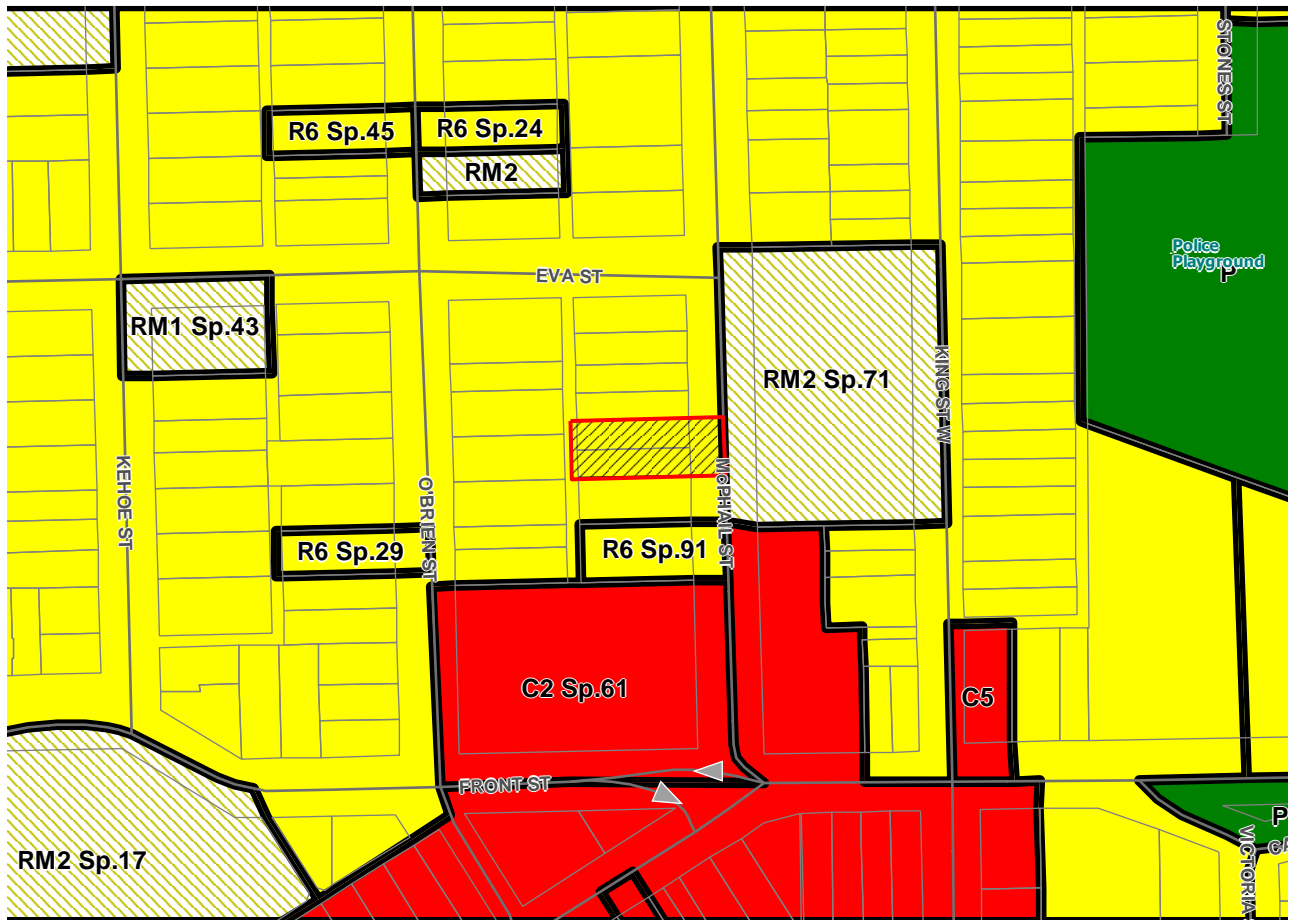 STONES ST
R6 Sp.45
R6 Sp.24
RM2
Police
Playground
P
EVA ST
RM1 Sp.43
RM2 Sp.71
KING ST W
KEHOE ST
O'BRIEN ST
MCPHAIL ST
R6 Sp.29
R6 Sp.91
C2 Sp.61
C5
FRONT ST
P
RM2 Sp.17
VICTORIA